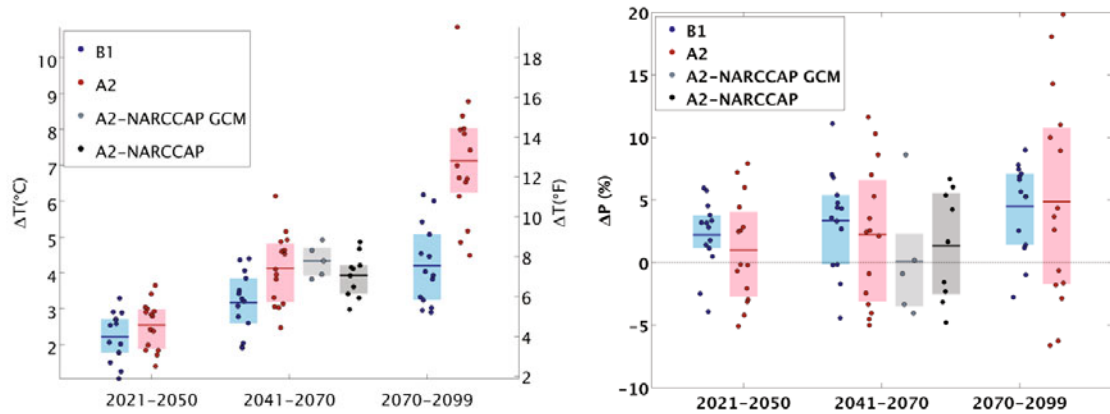 B1
A2
A2-NARCCAP GCM
A2-NARCCAP
ΔT(°C)
10
9
8
7
6
5
4
3
2
ΔT(°F)
18
16
14
12
10
8
6
4
2
2021-2050
2041-2070
2070-2099
B1
A2
A2-NARCCAP GCM
A2-NARCCAP
ΔP (%)
20
15
10
5
0
-5
-10
2021-2050
2041-2070
2070-2099